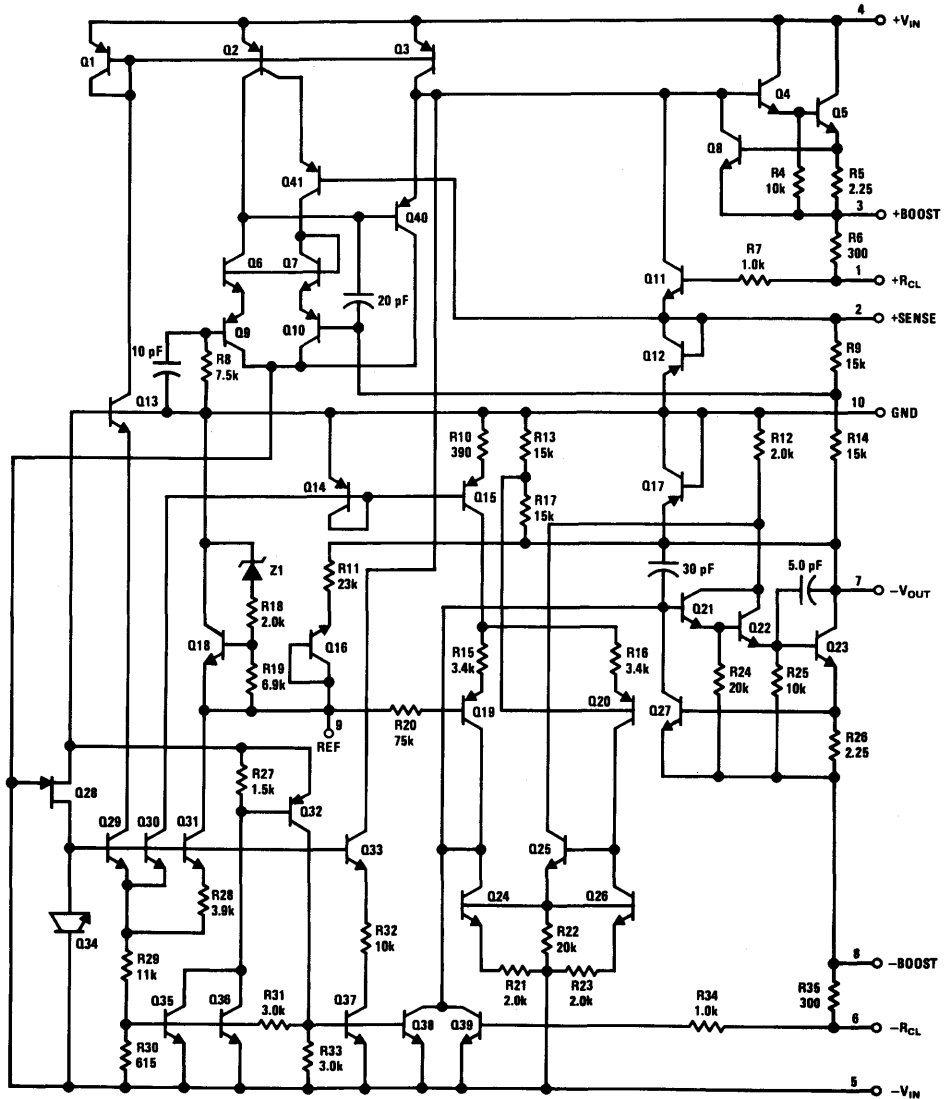 4
+VIN
Q1
Q2
Q3
Q4
Q5
Q8
R4
10k
R5
2.25
3
+BOOST
Q41
Q40
R6
300
R7
1.0k
1
+RCL
Q6
Q7
Q11
20 pF
2
+SENSE
Q9
Q10
Q12
10 pF
R8
7.5k
R9
15k
Q13
10
GND
R10
390
R13
15k
R12
2.0k
R14
15k
Q14
Q15
R17
15k
Q17
Z1
R11
23k
39 pF
5.0 pF
7
−VOUT
R18
2.0k
Q21
Q22
Q18
Q16
Q23
R19
6.9k
R15
3.4k
R16
3.4k
R24
20k
R25
10k
Q19
Q20
Q27
9
REF
R20
75k
R26
2.25
R27
1.5k
Q28
Q32
Q29
Q30
Q31
Q33
Q25
R28
3.9k
Q24
Q26
Q34
R32
10k
R22
20k
R29
11k
R21
2.0k
R23
2.0k
8
−BOOST
R35
300
Q35
Q36
R31
3.0k
Q37
Q38
Q39
R34
1.0k
6
−RCL
R30
615
R33
3.0k
5
−VIN